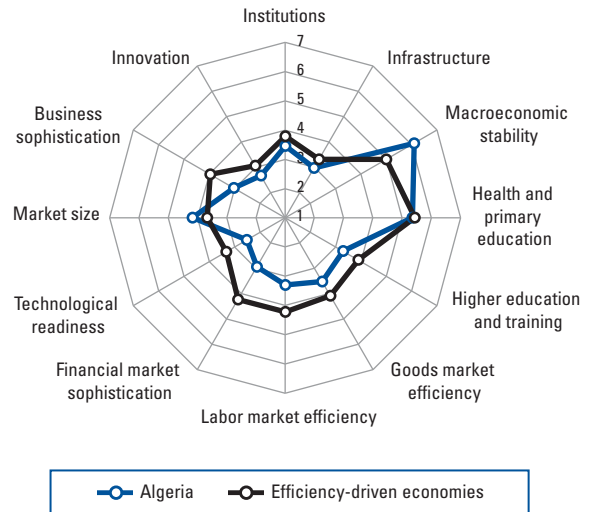 Institutions
7
6
5
4
3
2
1
Infrastructure
Macroeconomic
stability
Health and
primary
education
Higher education
and training
Goods market
efficiency
Labor market efficiency
Financial market
sophistication
Technological
readiness
Market size
Business
sophistication
Innovation
Algeria
Efficiency-driven economies